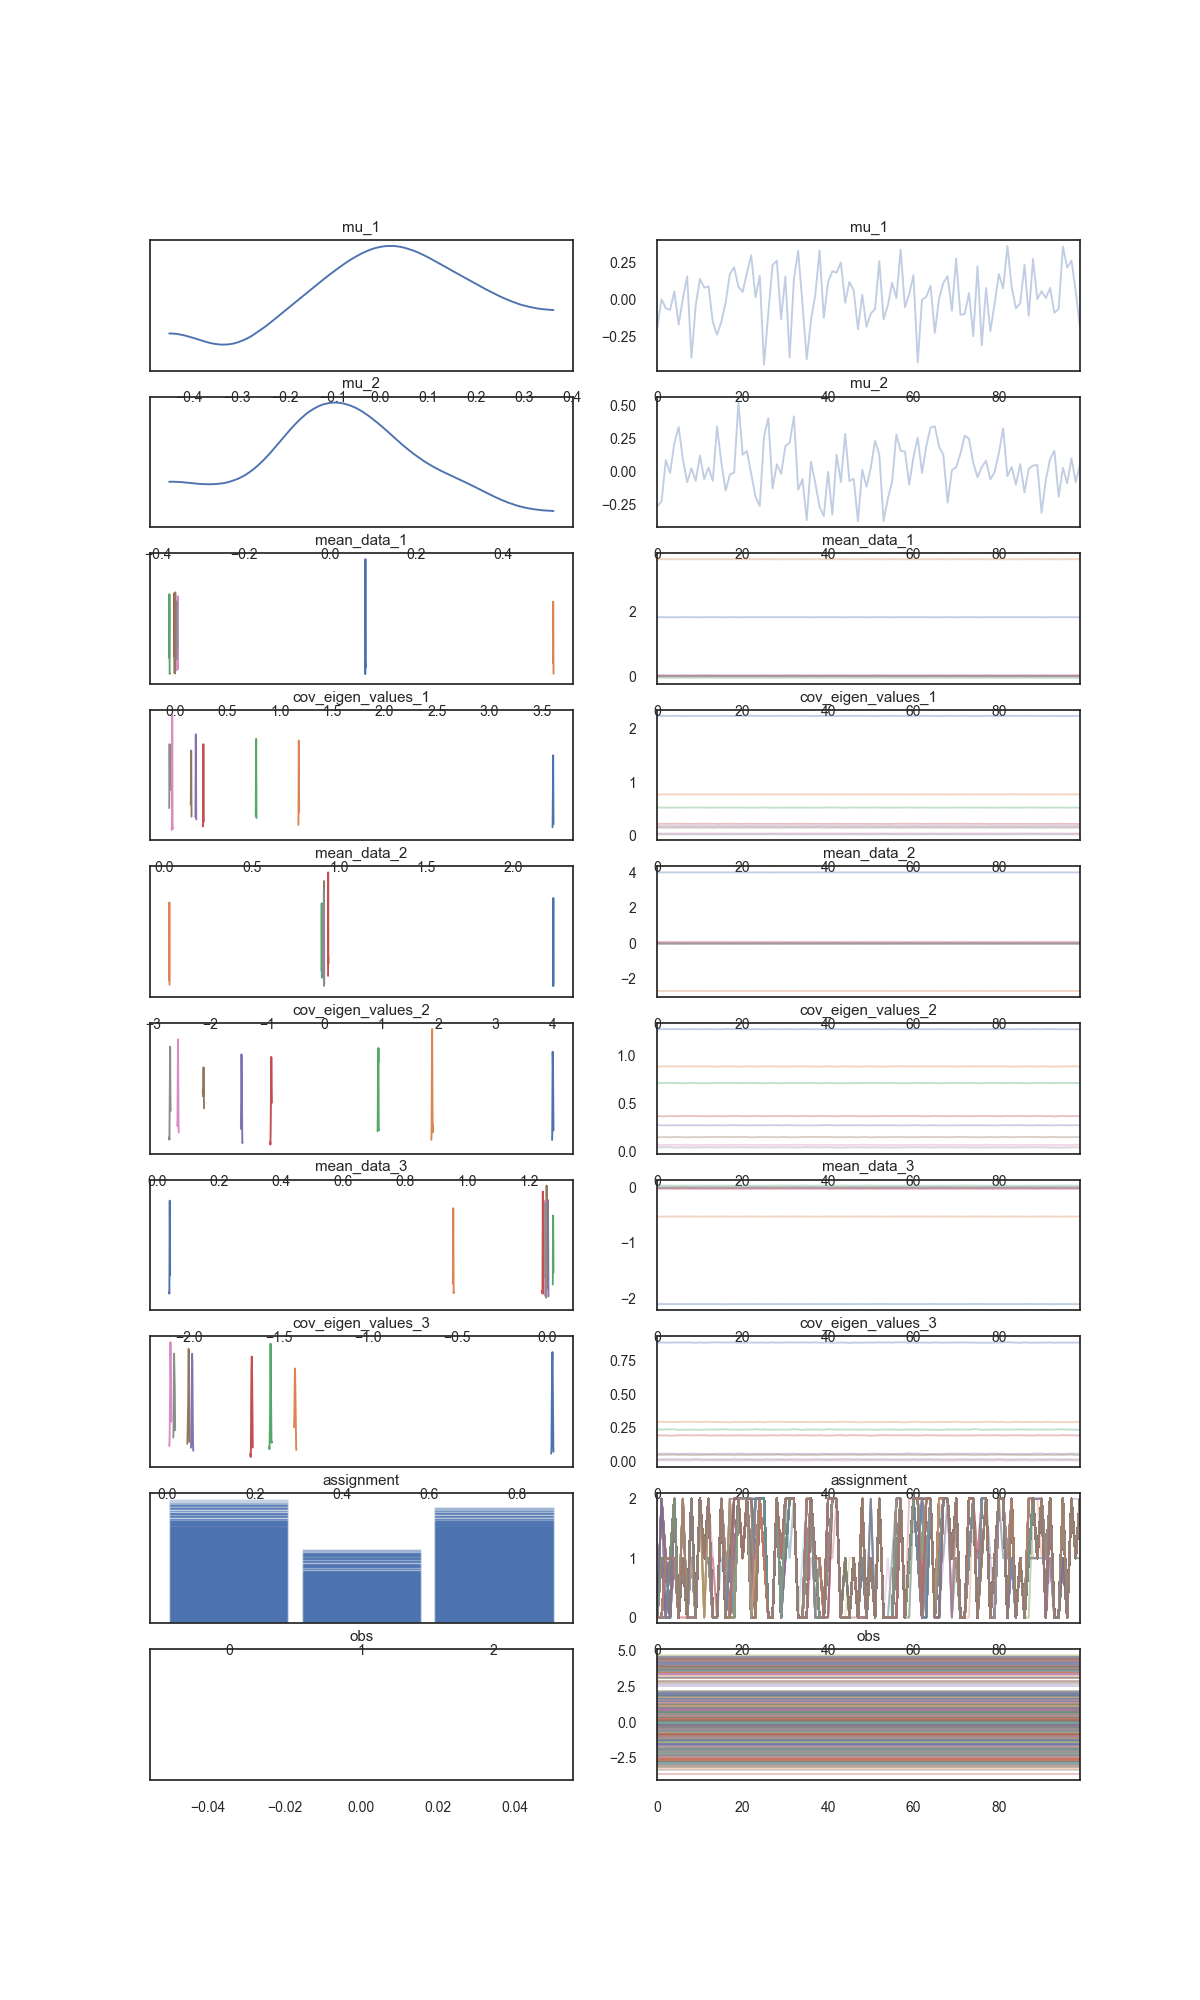 mu_1 mu_1
0.25
0.00
−0.25
mu_2 mu_2
−0.4 −0.3 −0.2 −0.1 0.0 0.1 0.2 0.3 0.4 0 20 40 60 80
0.50
0.25
0.00
−0.25
mean_data_1 mean_data_1
−0.4 −0.2 0.0 0.2 0.4 0 20 40 60 80
2
0
cov_eigen_values_1 cov_eigen_values_1
0.0 0.5 1.0 1.5 2.0 2.5 3.0 3.5 0 20 40 60 80
2
1
0
mean_data_2 mean_data_2
0.0 0.5 1.0 1.5 2.0 0 20 40 60 80
4
2
0
−2
cov_eigen_values_2 cov_eigen_values_2
−3 −2 −1 0 1 2 3 4 0 20 40 60 80
1.0
0.5
0.0
mean_data_3 mean_data_3
0.0 0.2 0.4 0.6 0.8 1.0 1.2 0 20 40 60 80
0
−1
−2
cov_eigen_values_3 cov_eigen_values_3
−2.0 −1.5 −1.0 −0.5 0.0 0 20 40 60 80
0.75
0.50
0.25
0.00
assignment assignment
0.0 0.2 0.4 0.6 0.8 0 20 40 60 80
2
1
0
obs obs
0 1 2 0 20 40 60 80
5.0
2.5
0.0
−2.5
−0.04 −0.02 0.00 0.02 0.04 0 20 40 60 80